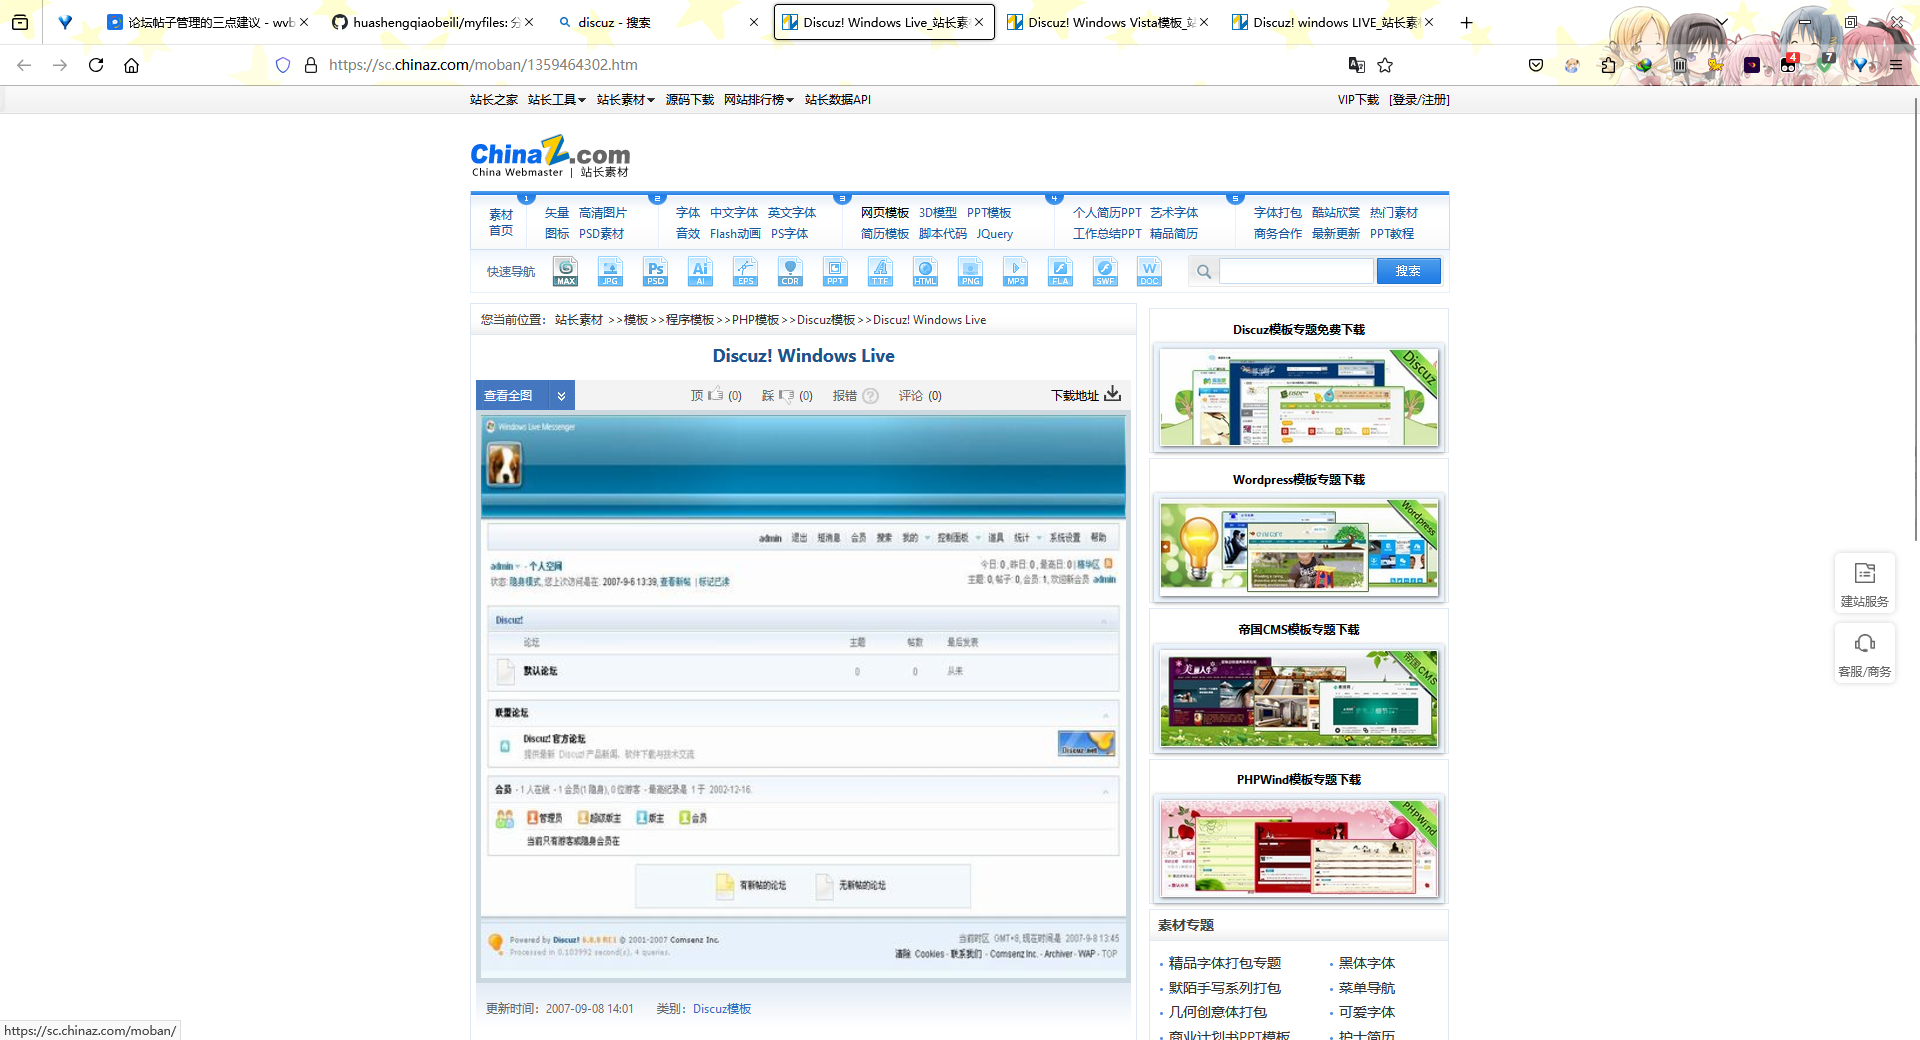 论坛帖子管理的三点建议 - wvb
huashengqiaobeili/myfiles: 分
discuz - 搜索
Discuz! Windows Live_站长素
Discuz! Windows Vista模板_站
Discuz! windows LIVE_站长素
https://sc.chinaz.com/moban/1359464302.htm
4
7
站长之家 站长工具 站长素材 源码下载 网站排行榜 站长数据API
VIP下载 [登录/注册]
ChinaZ.com
China Webmaster | 站长素材
1 2 3 4 5
素材
首页
矢量 高清图片
图标 PSD素材
字体 中文字体 英文字体
音效 Flash动画 PS字体
网页模板 3D模型 PPT模板
简历模板 脚本代码 JQuery
个人简历PPT 艺术字体
工作总结PPT 精品简历
字体打包 酷站欣赏 热门素材
商务合作 最新更新 PPT教程
快速导航
MAX JPG PSD AI EPS CDR PPT TTF HTML PNG MP3 FLA SWF DOC
搜索
您当前位置： 站长素材 >>模板>>程序模板>>PHP模板>>Discuz模板>>Discuz! Windows Live
Discuz! Windows Live
查看全图
顶 (0) 踩 (0) 报错 评论 (0)
下载地址
Windows Live Messenger
admin 退出 短消息 会员 搜索 我的 控制面板 道具 统计 系统设置 帮助
admin - 个人空间
状态: 隐身模式, 您上次访问是在: 2007-9-6 13:39, 查看新帖 | 标记已读
今日: 0, 昨日: 0, 最高日: 0 | 精华区
主题: 0, 帖子: 0, 会员: 1, 欢迎新会员 admin
Discuz!
论坛 主题 帖数 最后发表
默认论坛 0 0 从未
联盟论坛
Discuz! 官方论坛
提供最新 Discuz! 产品新闻、软件下载与技术交流
Discuz.net
会员 - 1 人在线 - 1 会员(1 隐身), 0 位游客 - 最高纪录是 1 于 2002-12-16.
管理员 超级版主 版主 会员
当前只有游客或隐身会员在
有新帖的论坛 无新帖的论坛
Powered by Discuz! 6.0.0 RC1 © 2001-2007 Comsenz Inc.
Processed in 0.103992 second(s), 4 queries.
当前时区 GMT+8, 现在时间是 2007-9-8 13:45
清除 Cookies - 联系我们 - Comsenz Inc. - Archiver - WAP - TOP
更新时间：2007-09-08 14:01 类别：Discuz模板
Discuz模板专题免费下载
Discuz
Wordpress模板专题下载
Wordpress
帝国CMS模板专题下载
帝国CMS
PHPWind模板专题下载
PHPWind
素材专题
精品字体打包专题
黑体字体
默陌手写系列打包
菜单导航
几何创意体打包
可爱字体
商业计划书PPT模板
护士简历
建站服务
客服/商务
https://sc.chinaz.com/moban/